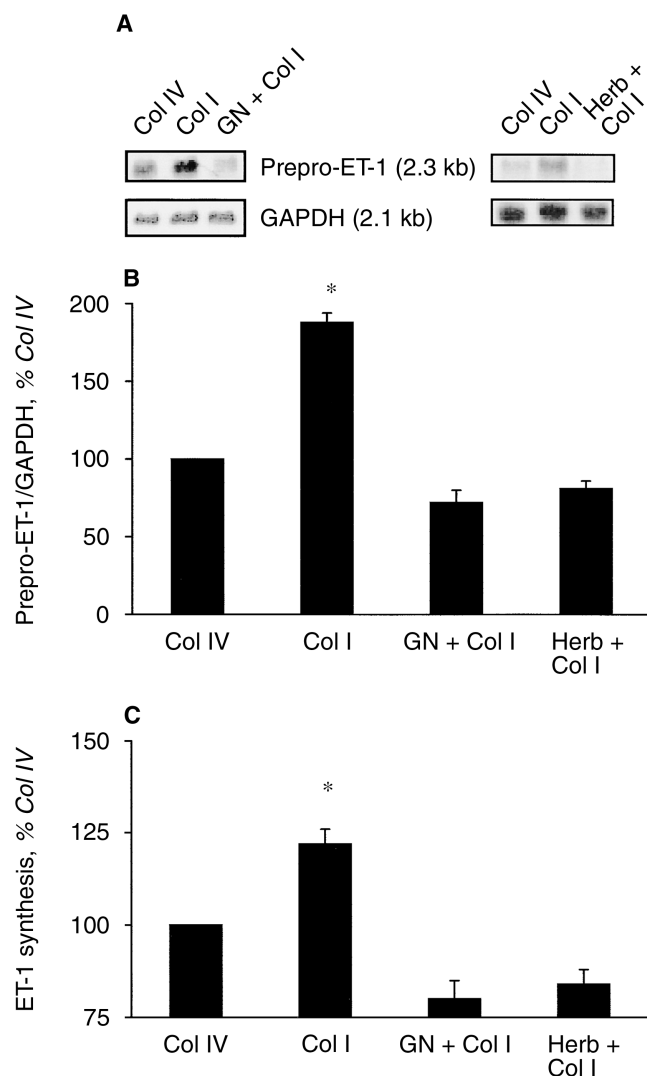 A
Col IV
Col I
GN + Col I
Col IV
Col I
Herb +
Col I
Prepro-ET-1 (2.3 kb)
GAPDH (2.1 kb)
B
Prepro-ET-1/GAPDH, % Col IV
200
150
100
50
0
*
Col IV
Col I
GN + Col I
Herb +
Col I
C
ET-1 synthesis, % Col IV
150
125
100
75
*
Col IV
Col I
GN + Col I
Herb +
Col I